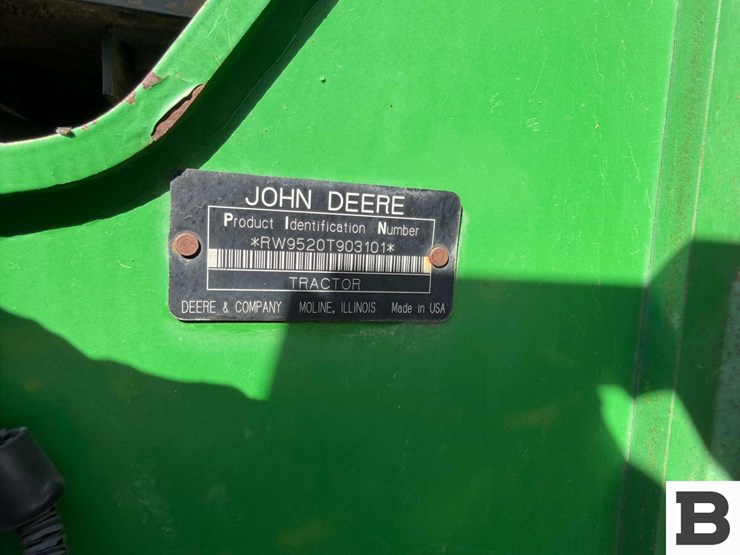 JOHN DEERE
Product Identification Number
*RW9520T903101*
TRACTOR
DEERE & COMPANY MOLINE, ILLINOIS Made in USA
B